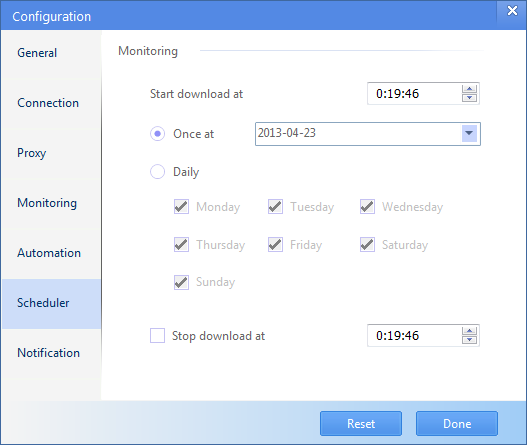 Configuration
General
Connection
Proxy
Monitoring
Automation
Scheduler
Notification
Monitoring
Start download at 0:19:46
Once at 2013-04-23
Daily
Monday Tuesday Wednesday
Thursday Friday Saturday
Sunday
Stop download at 0:19:46
Reset Done